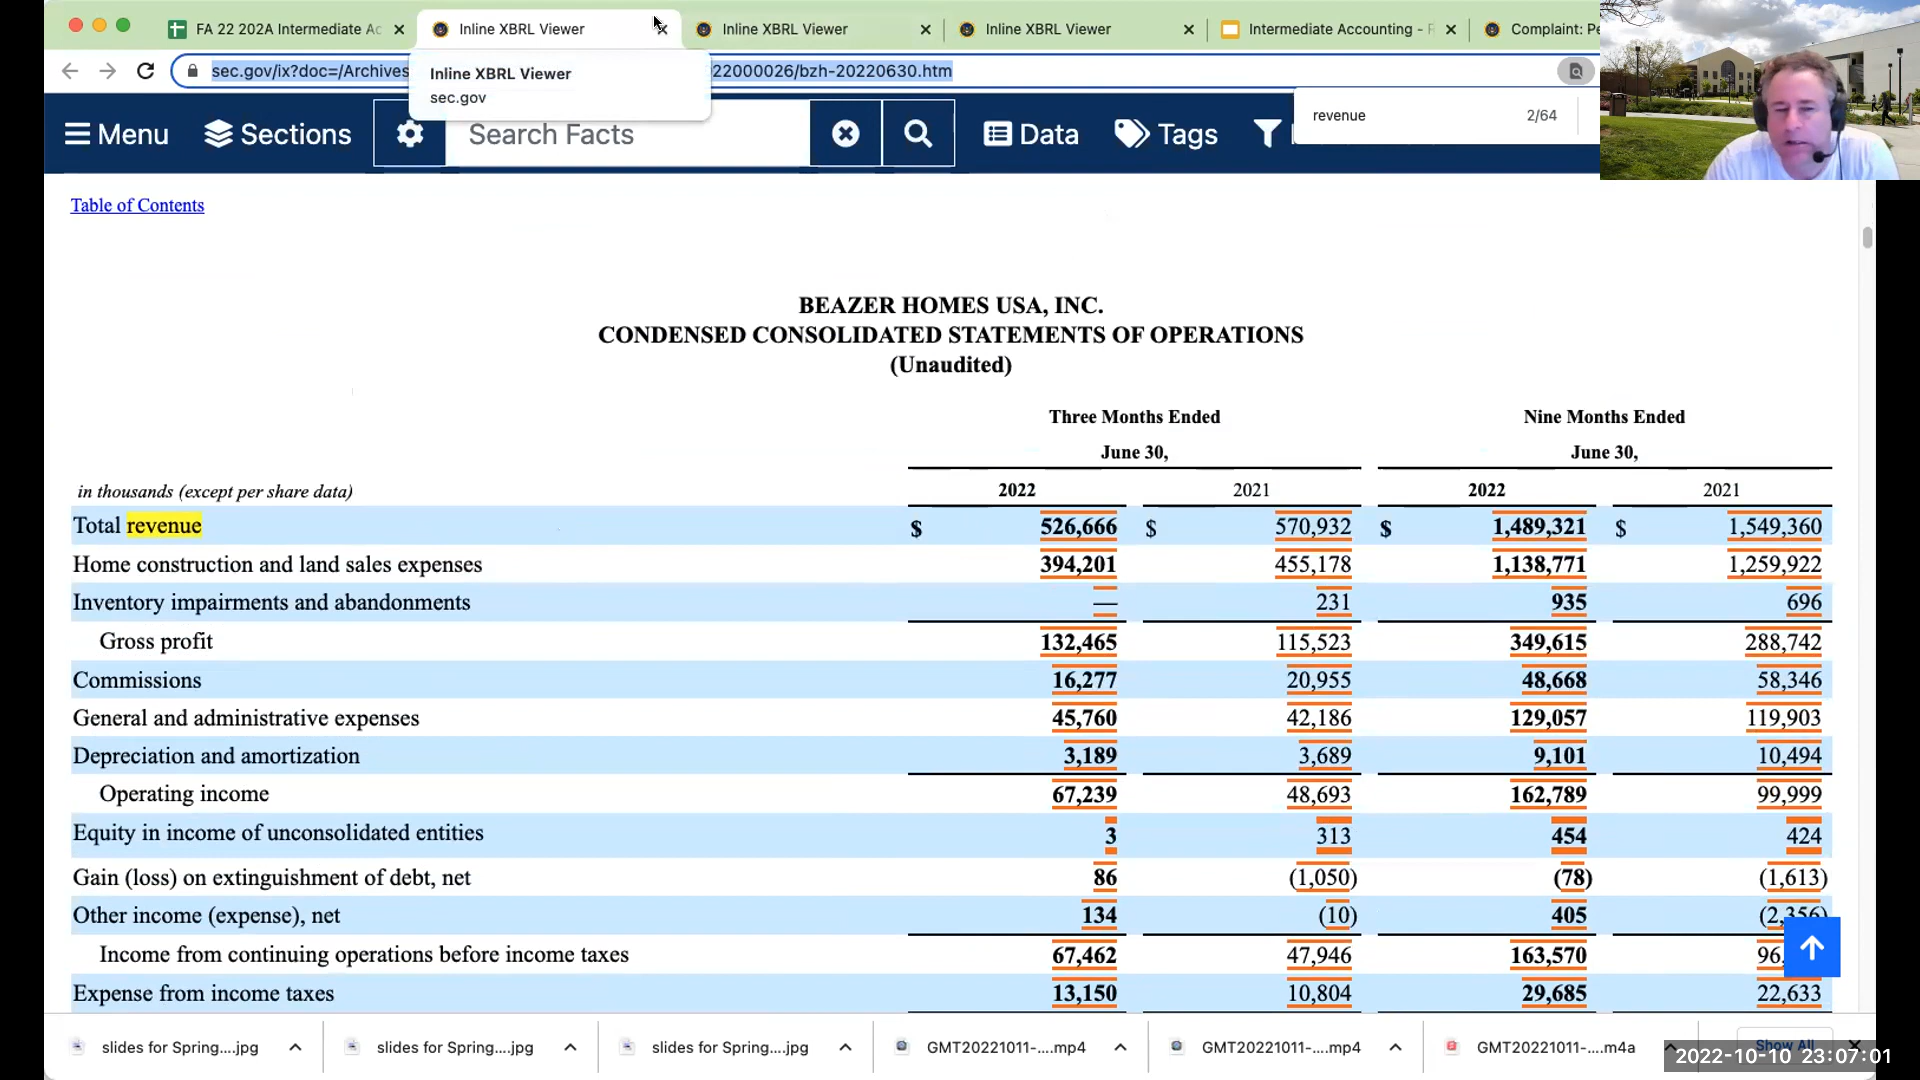 FA 22 202A Intermediate Ac
Inline XBRL Viewer
Inline XBRL Viewer
Inline XBRL Viewer
Intermediate Accounting - F
Complaint: Pe
sec.gov/ix?doc=/Archives
22000026/bzh-20220630.htm
Inline XBRL Viewer
sec.gov
revenue 2/64
Menu Sections Search Facts Data Tags
Table of Contents
BEAZER HOMES USA, INC.
CONDENSED CONSOLIDATED STATEMENTS OF OPERATIONS
(Unaudited)
Three Months Ended Nine Months Ended
June 30, June 30,
in thousands (except per share data) 2022 2021 2022 2021
Total revenue $ 526,666 $ 570,932 $ 1,489,321 $ 1,549,360
Home construction and land sales expenses 394,201 455,178 1,138,771 1,259,922
Inventory impairments and abandonments — 231 935 696
Gross profit 132,465 115,523 349,615 288,742
Commissions 16,277 20,955 48,668 58,346
General and administrative expenses 45,760 42,186 129,057 119,903
Depreciation and amortization 3,189 3,689 9,101 10,494
Operating income 67,239 48,693 162,789 99,999
Equity in income of unconsolidated entities 3 313 454 424
Gain (loss) on extinguishment of debt, net 86 (1,050) (78) (1,613)
Other income (expense), net 134 (10) 405 (2,356)
Income from continuing operations before income taxes 67,462 47,946 163,570 96,
Expense from income taxes 13,150 10,804 29,685 22,633
slides for Spring....jpg
slides for Spring....jpg
slides for Spring....jpg
GMT20221011-....mp4
GMT20221011-....mp4
GMT20221011-....m4a
Show All
2022-10-10 23:07:01